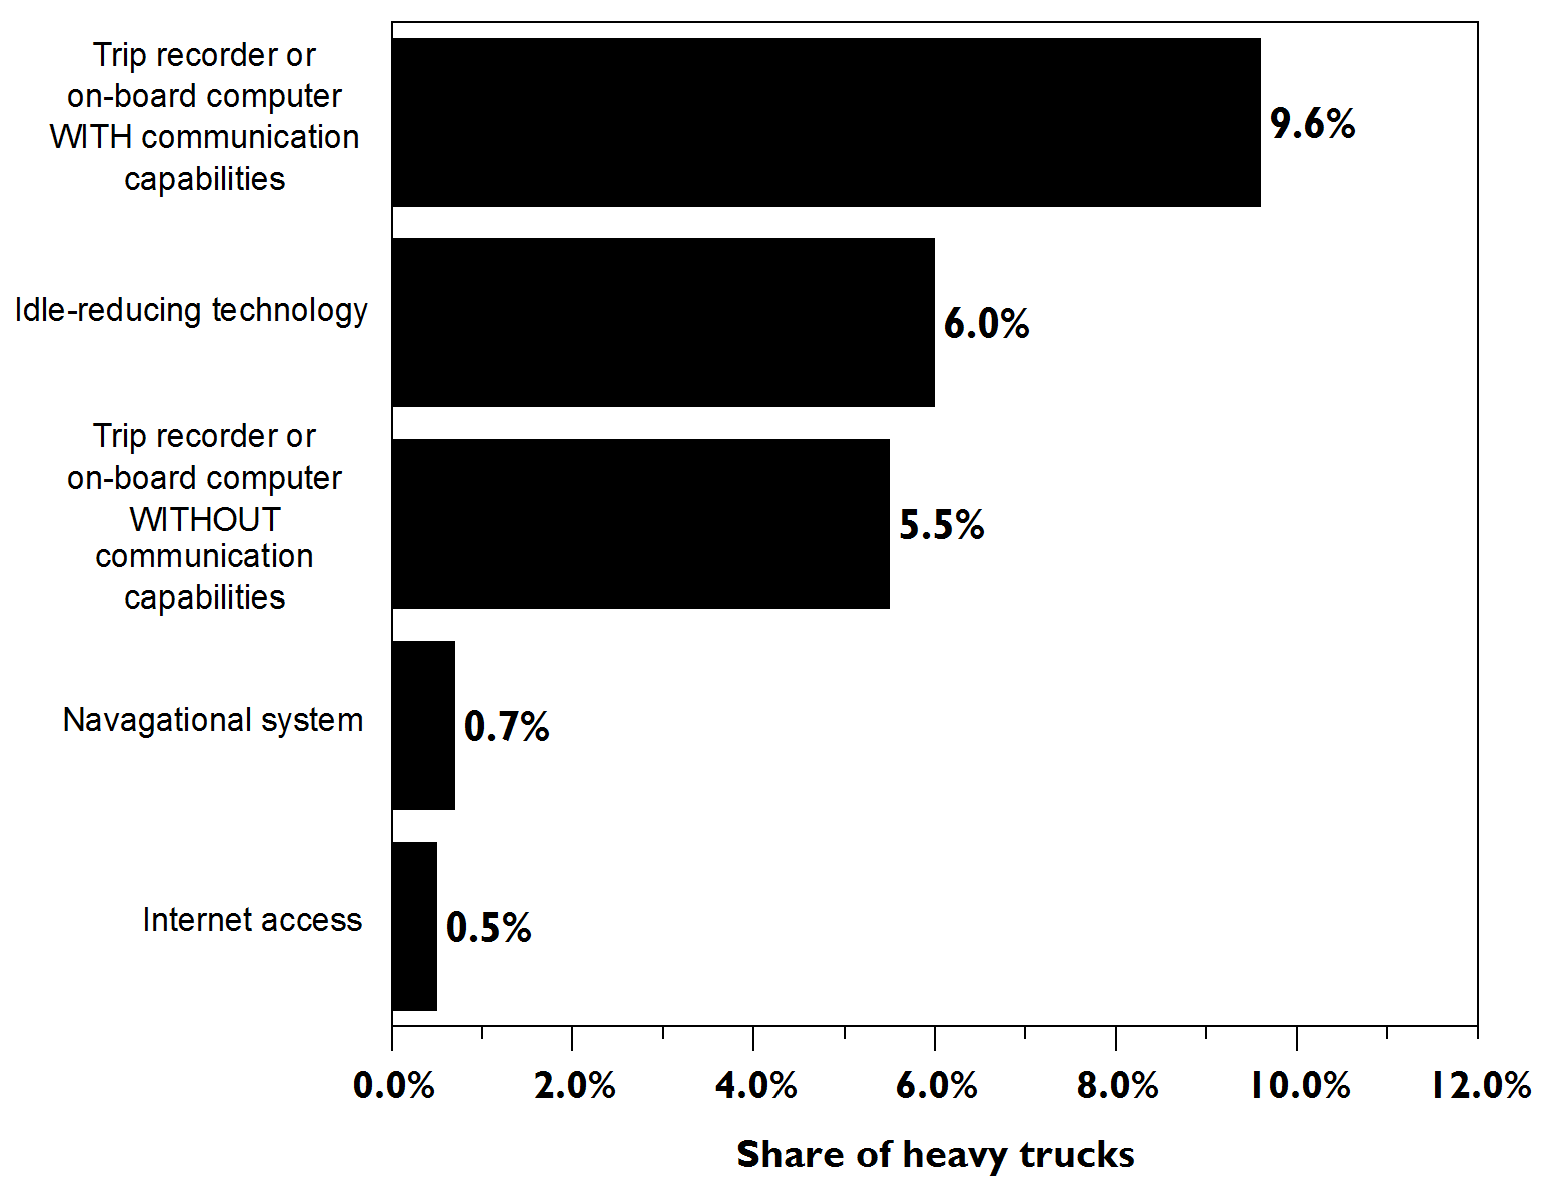 Trip recorder or
on-board computer
WITH communication
capabilities
9.6%
Idle-reducing technology
6.0%
Trip recorder or
on-board computer
WITHOUT
communication
capabilities
5.5%
Navagational system
0.7%
Internet access
0.5%
0.0% 2.0% 4.0% 6.0% 8.0% 10.0% 12.0%
Share of heavy trucks